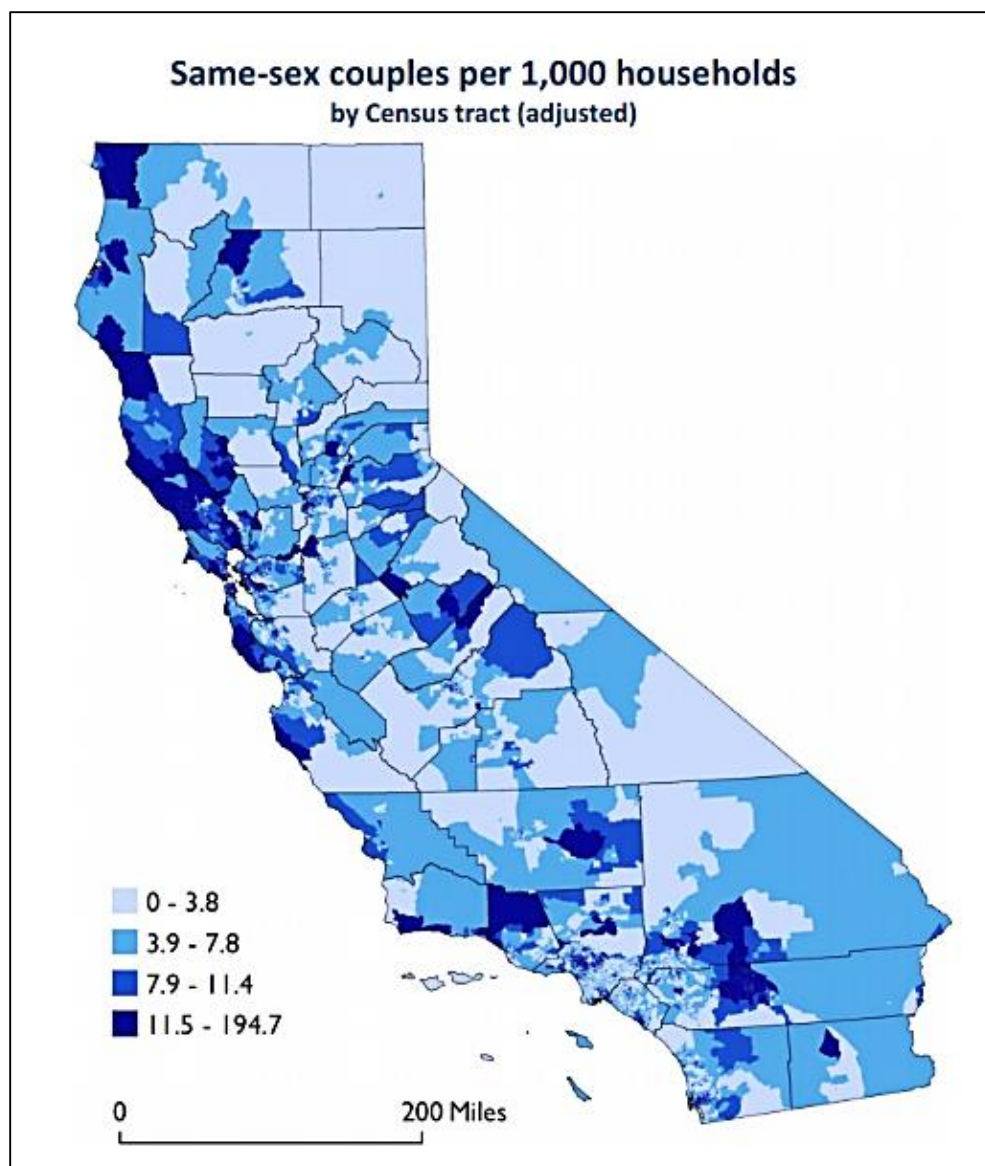 Same-sex couples per 1,000 households
by Census tract (adjusted)
0 - 3.8
3.9 - 7.8
7.9 - 11.4
11.5 - 194.7
0 200 Miles